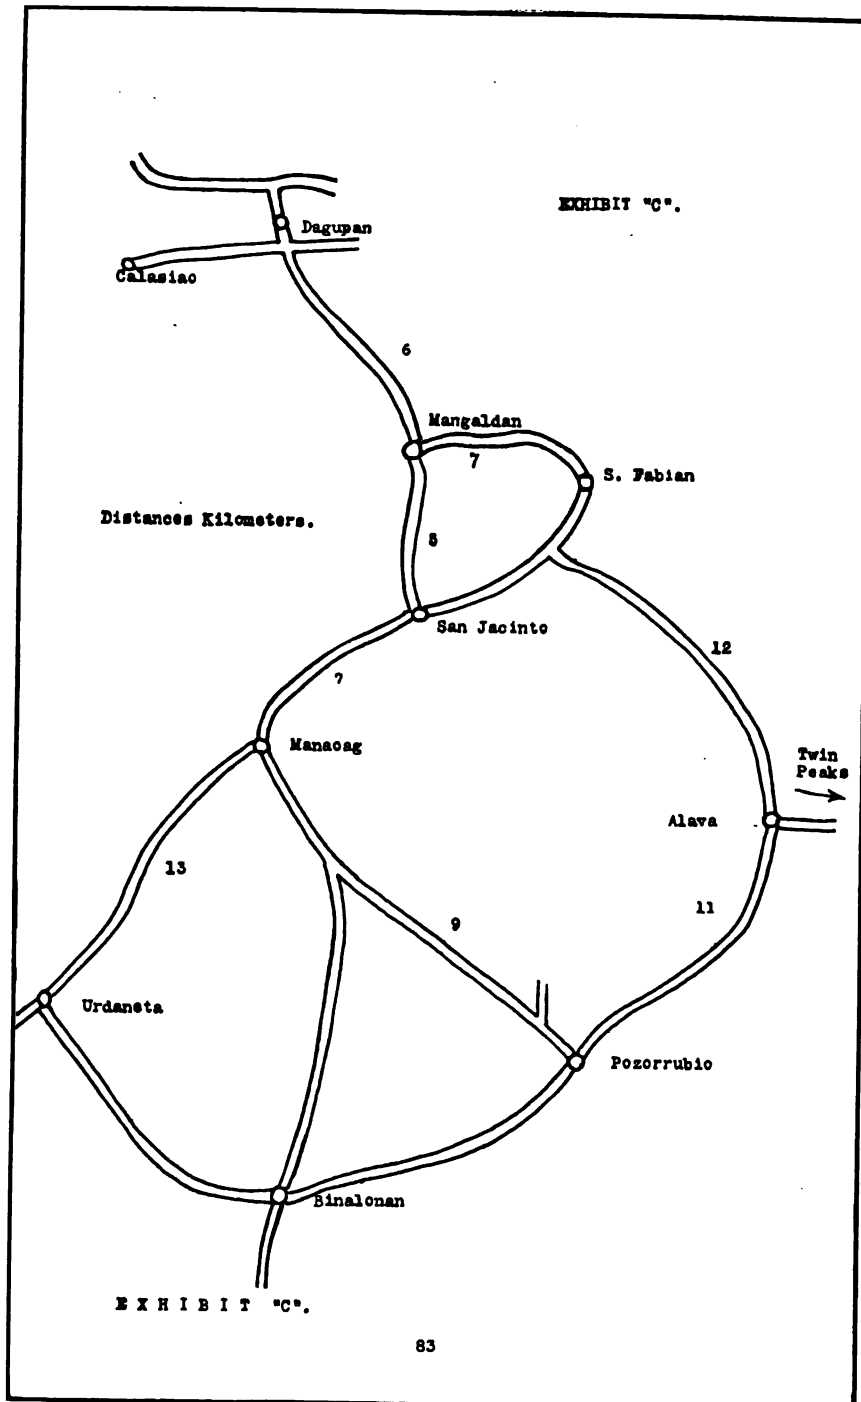 EXHIBIT "C".
Dagupan
Calasiao
6
Mangaldan
7
S. Fabian
Distances Kilometers.
5
San Jacinto
12
7
Manaoag
Twin
Peaks
Alava
13
11
9
Urdaneta
Pozorrubio
Binalonan
EXHIBIT "C".
83